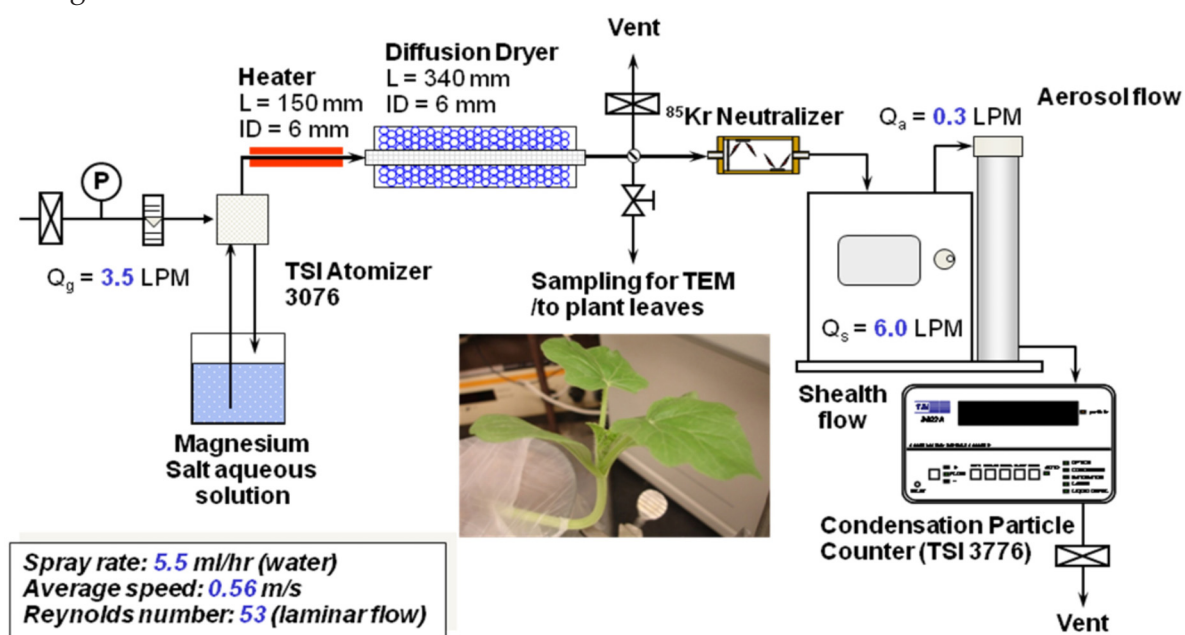 Vent
Diffusion Dryer
L = 340 mm
ID = 6 mm
Heater
L = 150 mm
ID = 6 mm
85Kr Neutralizer
Qa = 0.3 LPM
Aerosol flow
P
Qg = 3.5 LPM
TSI Atomizer
3076
Sampling for TEM
/to plant leaves
Qs = 6.0 LPM
Shealth
flow
Magnesium
Salt aqueous
solution
TSI
Condensation Particle
Counter (TSI 3776)
Vent
Spray rate: 5.5 ml/hr (water)
Average speed: 0.56 m/s
Reynolds number: 53 (laminar flow)